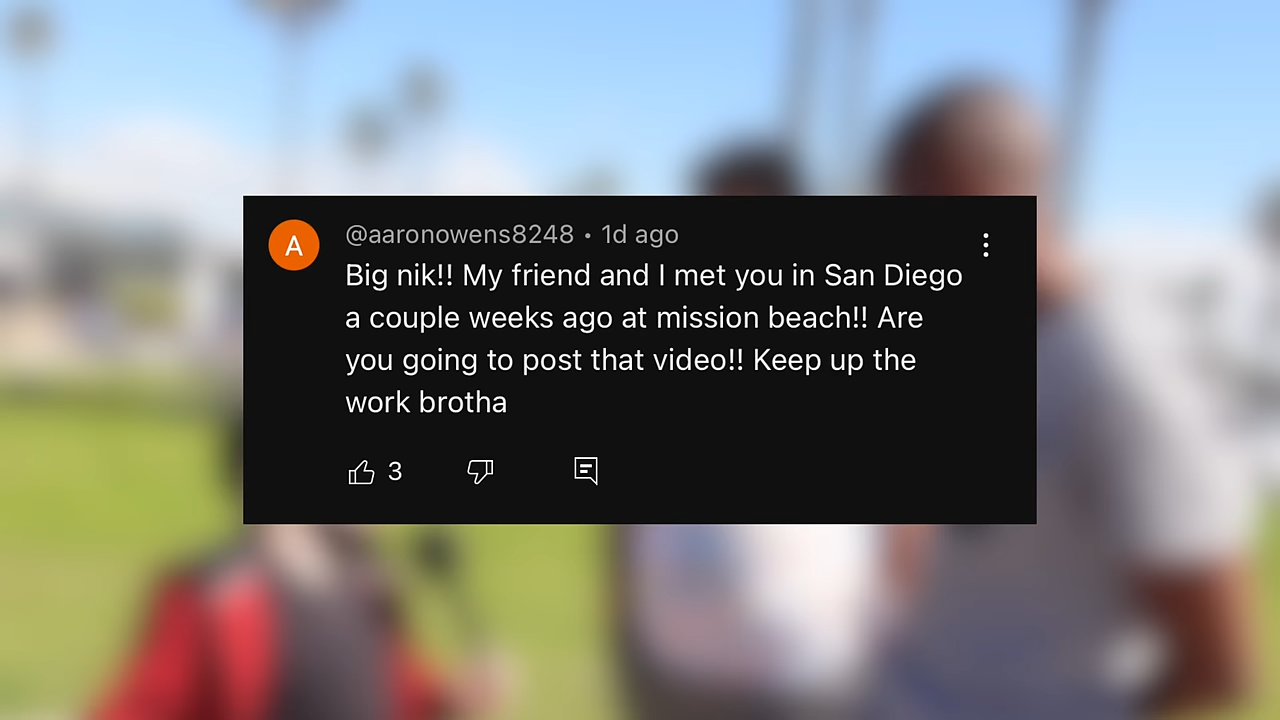 A
@aaronowens8248 • 1d ago
Big nik!! My friend and I met you in San Diego
a couple weeks ago at mission beach!! Are
you going to post that video!! Keep up the
work brotha
3